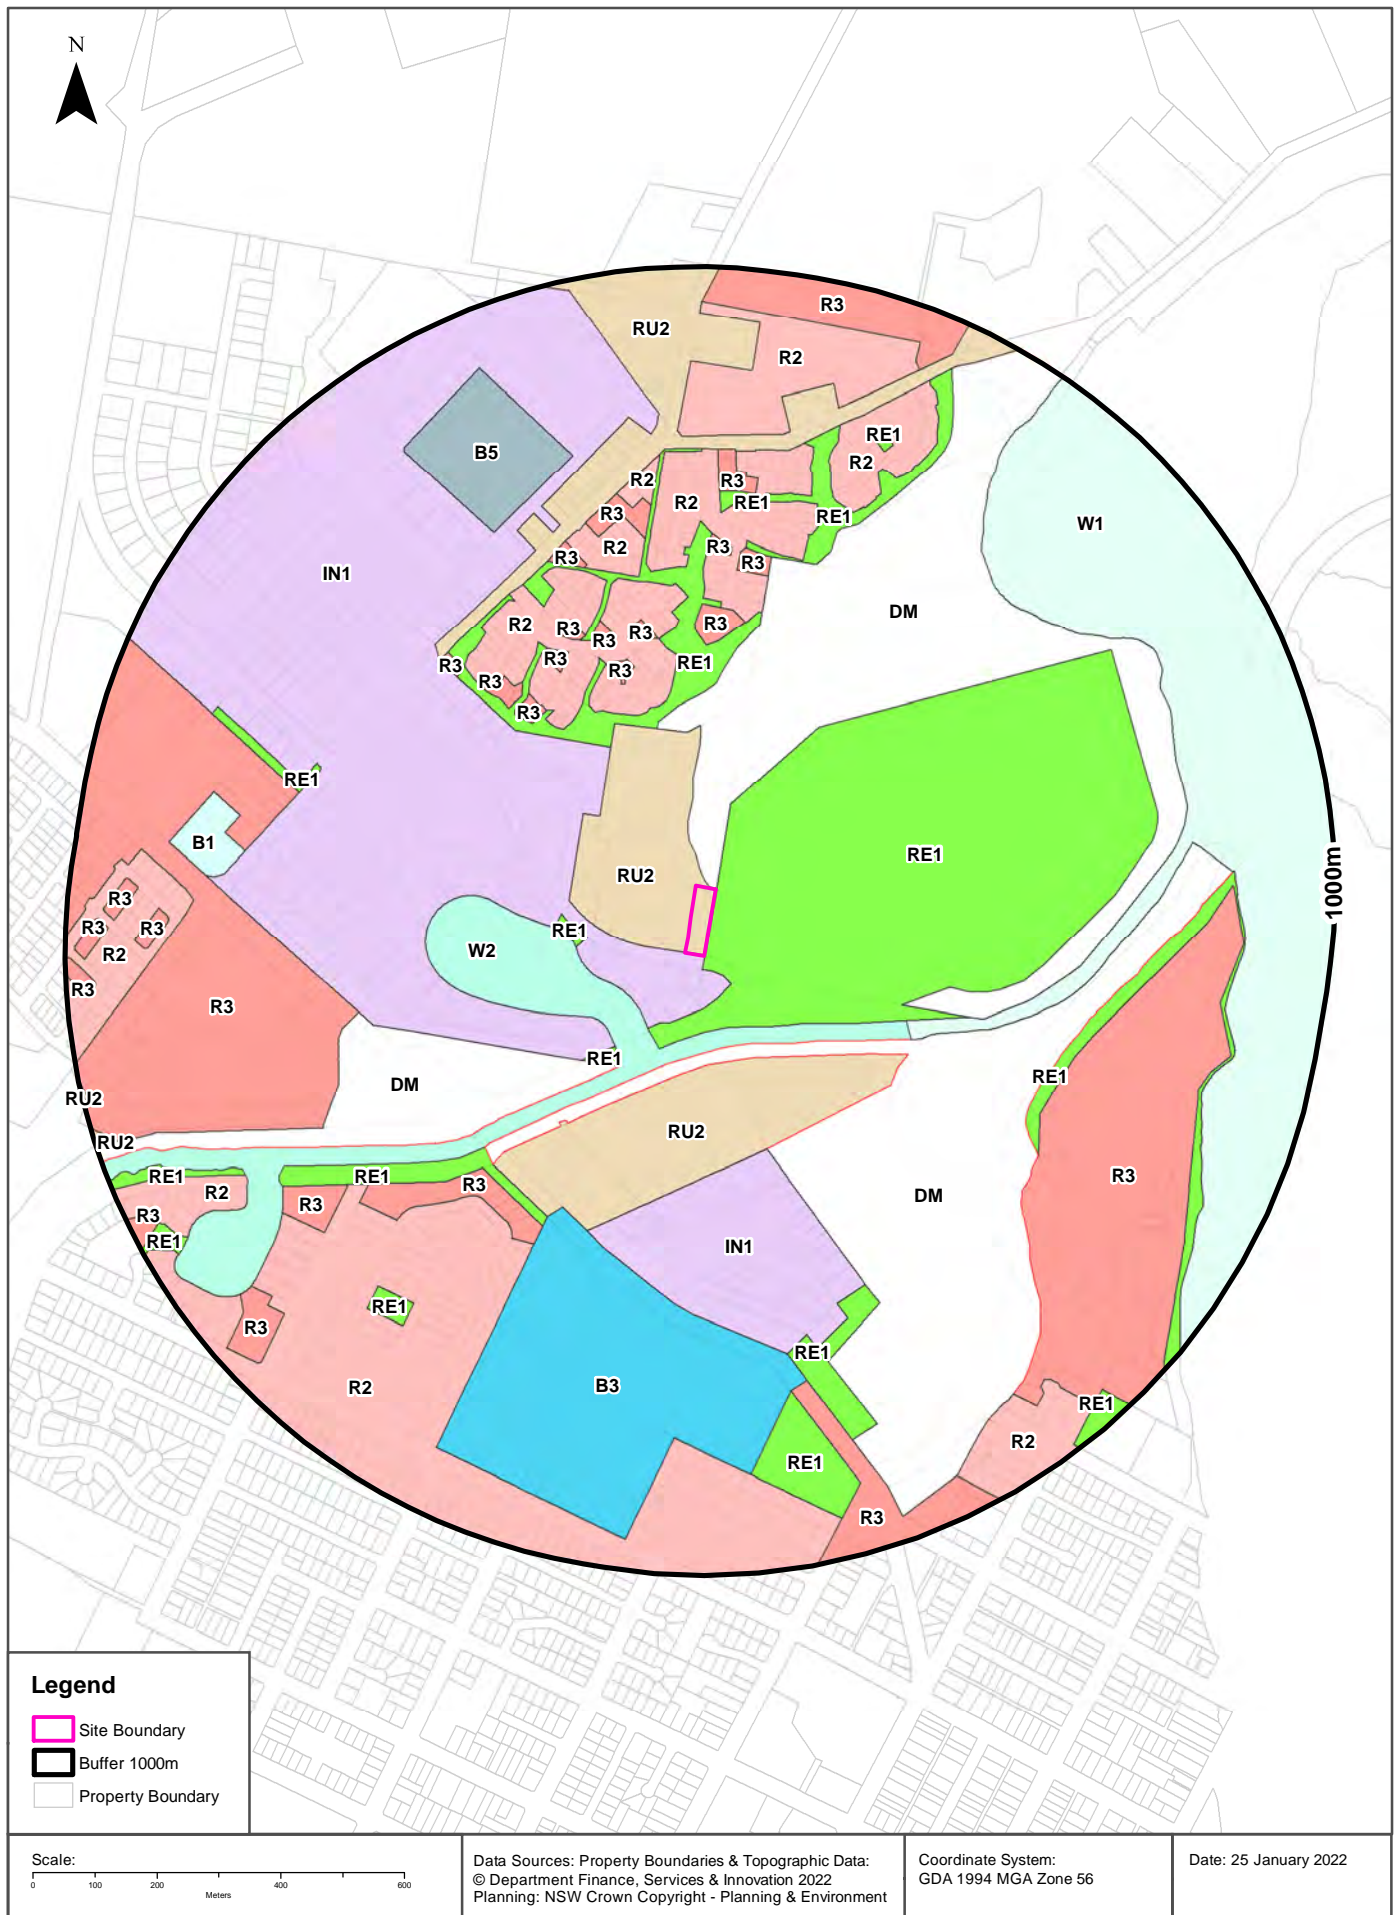 N
R3
RU2
R2
RE1
B5
R2
R2
R3
R2
RE1
R3
RE1
W1
R3
R2
R3
R3
R3
IN1
DM
R2
R3
R3
R3
R3
R3
RE1
R3
R3
R3
R3
RE1
B1
RE1
RU2
1000m
R3
R3
R3
RE1
W2
R2
R3
R3
RE1
RE1
DM
RU2
RU2
RU2
RE1
RE1
R3
R3
R2
DM
R3
R3
RE1
IN1
RE1
R3
RE1
R2
B3
RE1
R2
RE1
R3
Legend
Site Boundary
Buffer 1000m
Property Boundary
Scale:
0 100 200 400 600
Meters
Data Sources: Property Boundaries & Topographic Data:
© Department Finance, Services & Innovation 2022
Planning: NSW Crown Copyright - Planning & Environment
Coordinate System:
GDA 1994 MGA Zone 56
Date: 25 January 2022